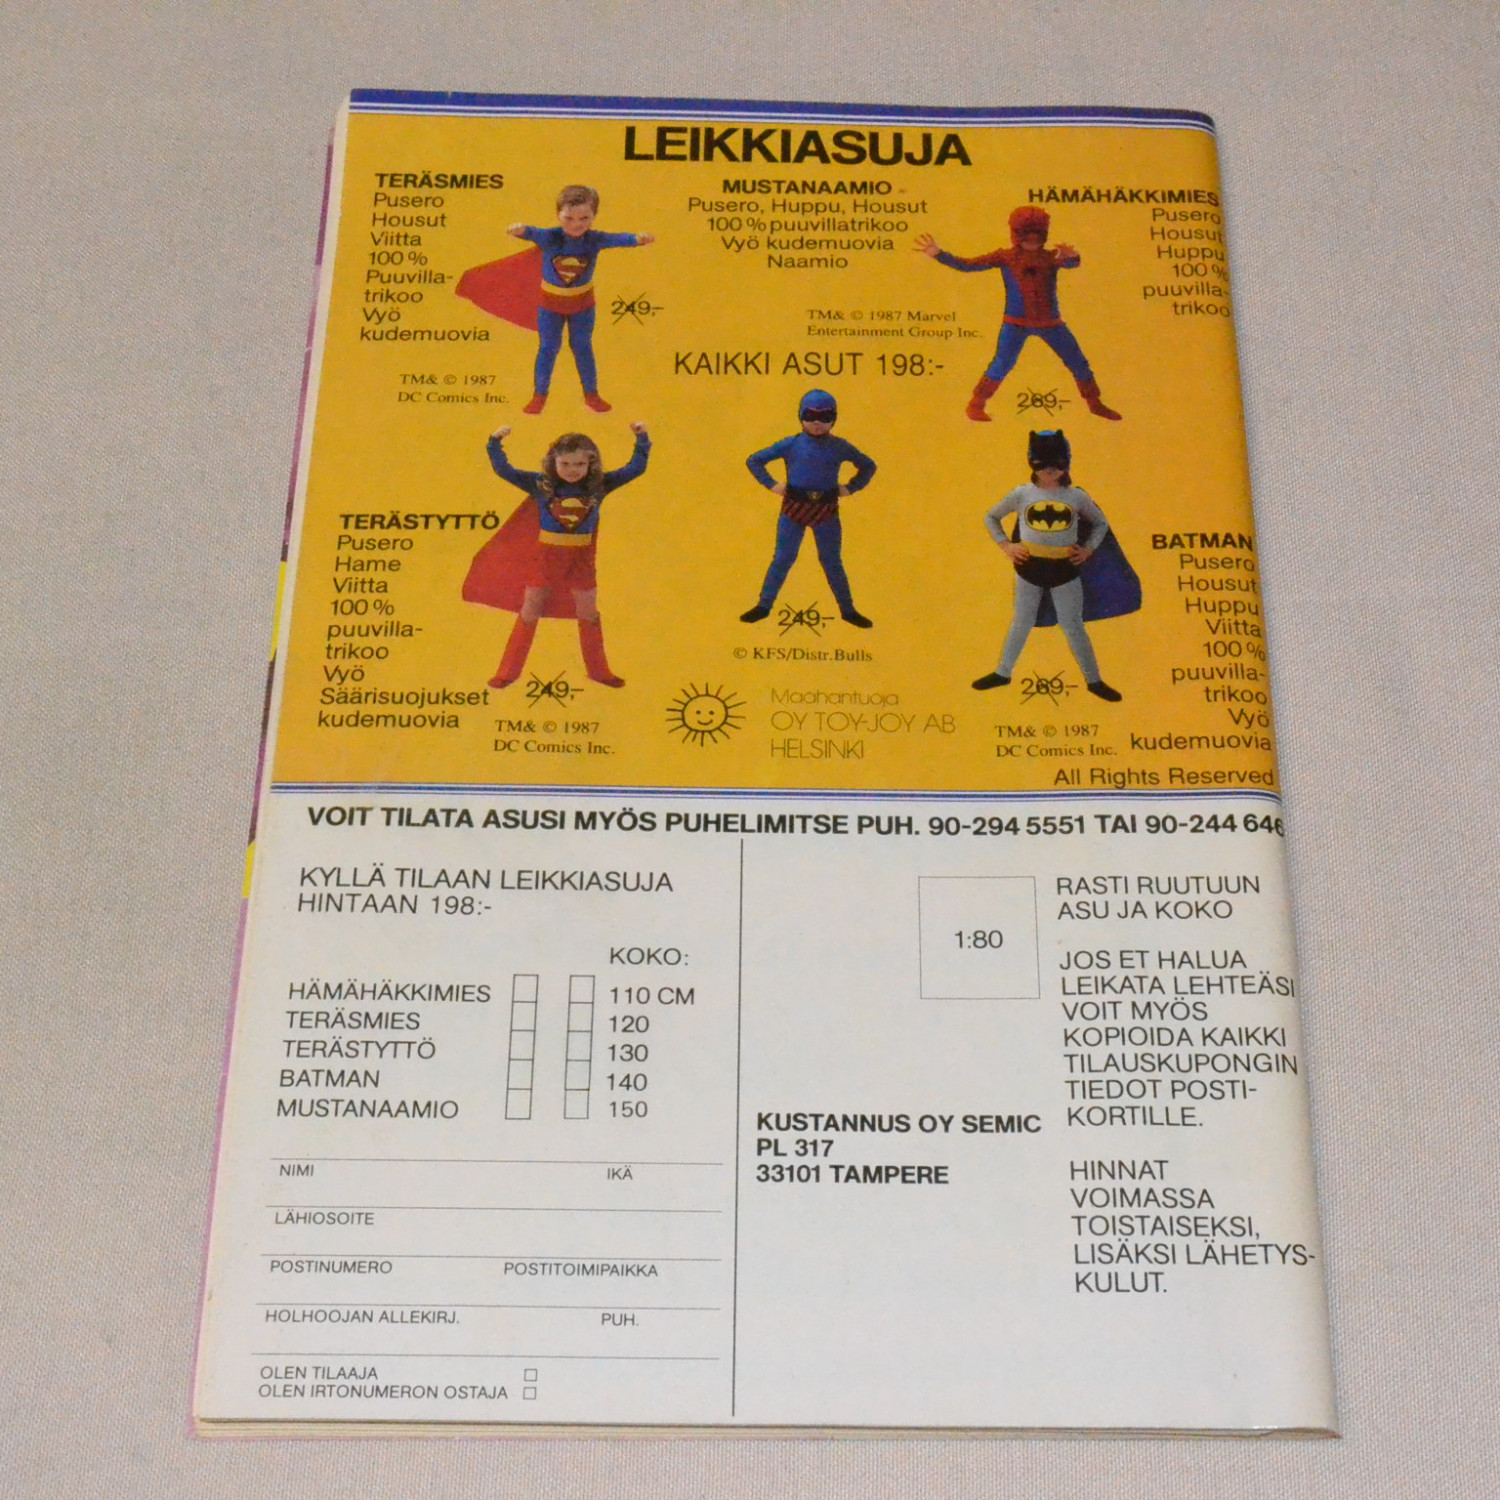 LEIKKIASUJA
TERÄSMIES
Pusero
Housut
Viitta
100 %
Puuvilla-
trikoo
Vyö
kudemuovia
249,-
TM& © 1987
DC Comics Inc.
MUSTANAAMIO
Pusero, Huppu, Housut
100 % puuvillatrikoo
Vyö kudemuovia
Naamio
TM& © 1987 Marvel
Entertainment Group Inc.
HÄMÄHÄKKIMIES
Pusero
Housut
Huppu
100 %
puuvilla-
trikoo
269,-
KAIKKI ASUT 198:-
TERÄSTYTTÖ
Pusero
Hame
Viitta
100 %
puuvilla-
trikoo
Vyö
Säärisuojukset
kudemuovia
249,-
TM& © 1987
DC Comics Inc.
249,-
© KFS/Distr.Bulls
Maahantuoja
OY TOY-JOY AB
HELSINKI
BATMAN
Pusero
Housut
Huppu
Viitta
100 %
puuvilla-
trikoo
Vyö
kudemuovia
269,-
TM& © 1987
DC Comics Inc.
All Rights Reserved
VOIT TILATA ASUSI MYÖS PUHELIMITSE PUH. 90-294 5551 TAI 90-244 646
KYLLÄ TILAAN LEIKKIASUJA
HINTAAN 198:-
KOKO:
HÄMÄHÄKKIMIES 110 CM
TERÄSMIES 120
TERÄSTYTTÖ 130
BATMAN 140
MUSTANAAMIO 150
NIMI IKÄ
LÄHIOSOITE
POSTINUMERO POSTITOIMIPAIKKA
HOLHOOJAN ALLEKIRJ. PUH.
OLEN TILAAJA
OLEN IRTONUMERON OSTAJA
1:80
KUSTANNUS OY SEMIC
PL 317
33101 TAMPERE
RASTI RUUTUUN
ASU JA KOKO
JOS ET HALUA
LEIKATA LEHTEÄSI
VOIT MYÖS
KOPIOIDA KAIKKI
TILAUSKUPONGIN
TIEDOT POSTI-
KORTILLE.
HINNAT
VOIMASSA
TOISTAISEKSI,
LISÄKSI LÄHETYS-
KULUT.